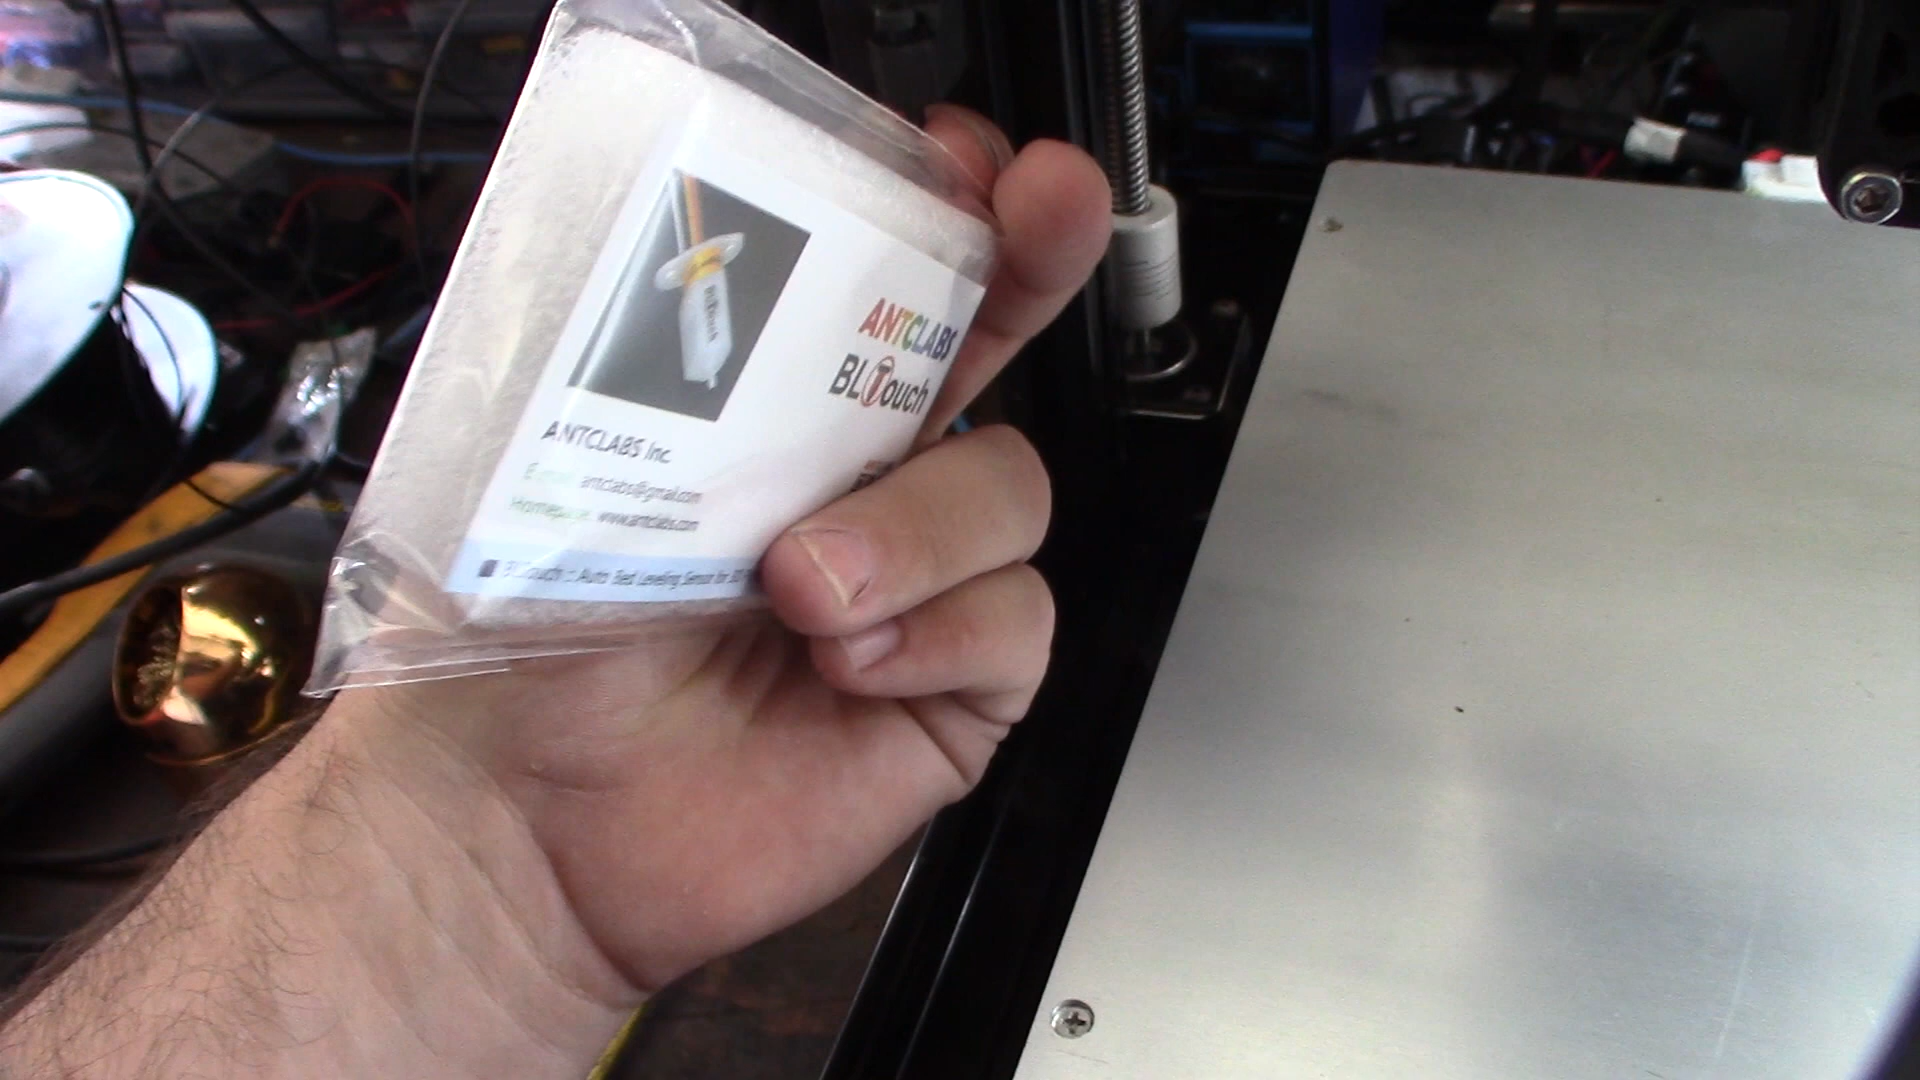 BLTouch
ANTCLABS
BLTouch
ANTCLABS Inc
E-mail: antclabs@gmail.com
Homepage: www.antclabs.com
BLTouch : Auto Bed Leveling Sensor for 3D